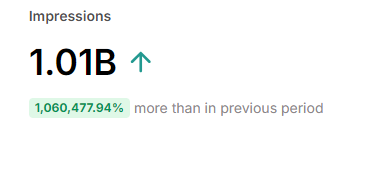 Impressions
1.01B
1,060,477.94% more than in previous period